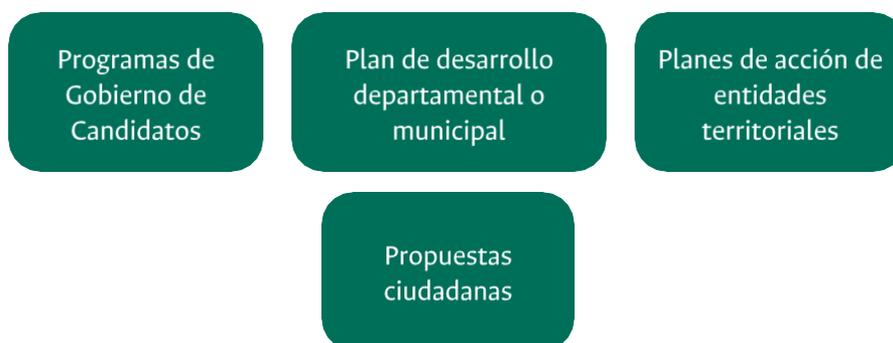 Programas de
Gobierno de
Candidatos
Plan de desarrollo
departamental o
municipal
Planes de acción de
entidades
territoriales
Propuestas
ciudadanas